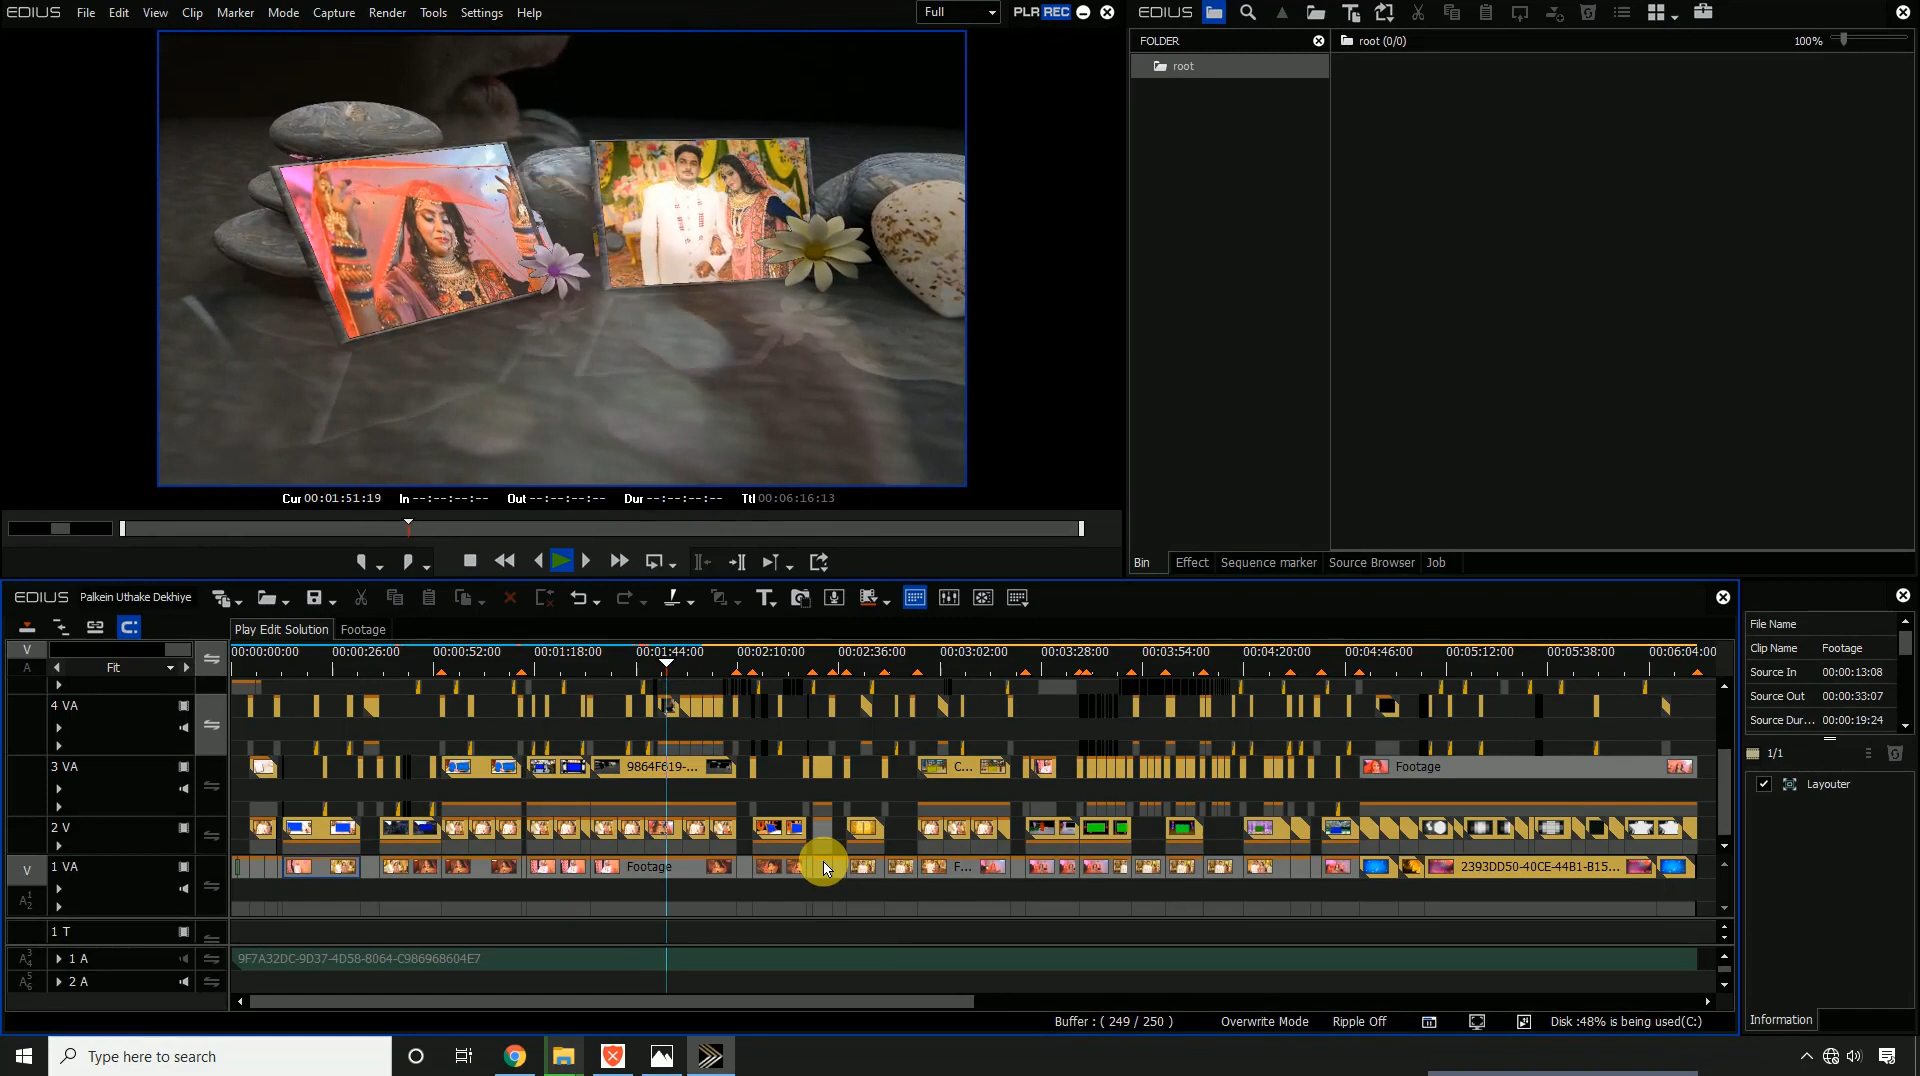 EDIUS File Edit View Clip Marker Mode Capture Render Tools Settings Help Full PLR REC
EDIUS
FOLDER
root (0/0) 100%
root
Cur 00:01:51:19 In --:--:--:-- Out --:--:--:-- Dur --:--:--:-- Ttl 00:06:16:13
Bin Effect Sequence marker Source Browser Job
EDIUS Palkein Uthake Dekhiye
Play Edit Solution Footage
V
A
Fit
00:00:00:00 00:00:26:00 00:00:52:00 00:01:18:00 00:01:44:00 00:02:10:00 00:02:36:00 00:03:02:00 00:03:28:00 00:03:54:00 00:04:20:00 00:04:46:00 00:05:12:00 00:05:38:00 00:06:04:00
4 VA
3 VA 9864F619-... C... Footage
2 V
V 1 VA Footage F... 2393DD50-40CE-44B1-B15...
A1
2
1 T
A3
4 1 A 9F7A32DC-9D37-4D58-8064-C986968604E7
A5
6 2 A
Buffer : ( 249 / 250 ) Overwrite Mode Ripple Off Disk :48% is being used(C:)
File Name
Clip Name Footage
Source In 00:00:13:08
Source Out 00:00:33:07
Source Dur... 00:00:19:24
1/1
Layouter
Information
Type here to search